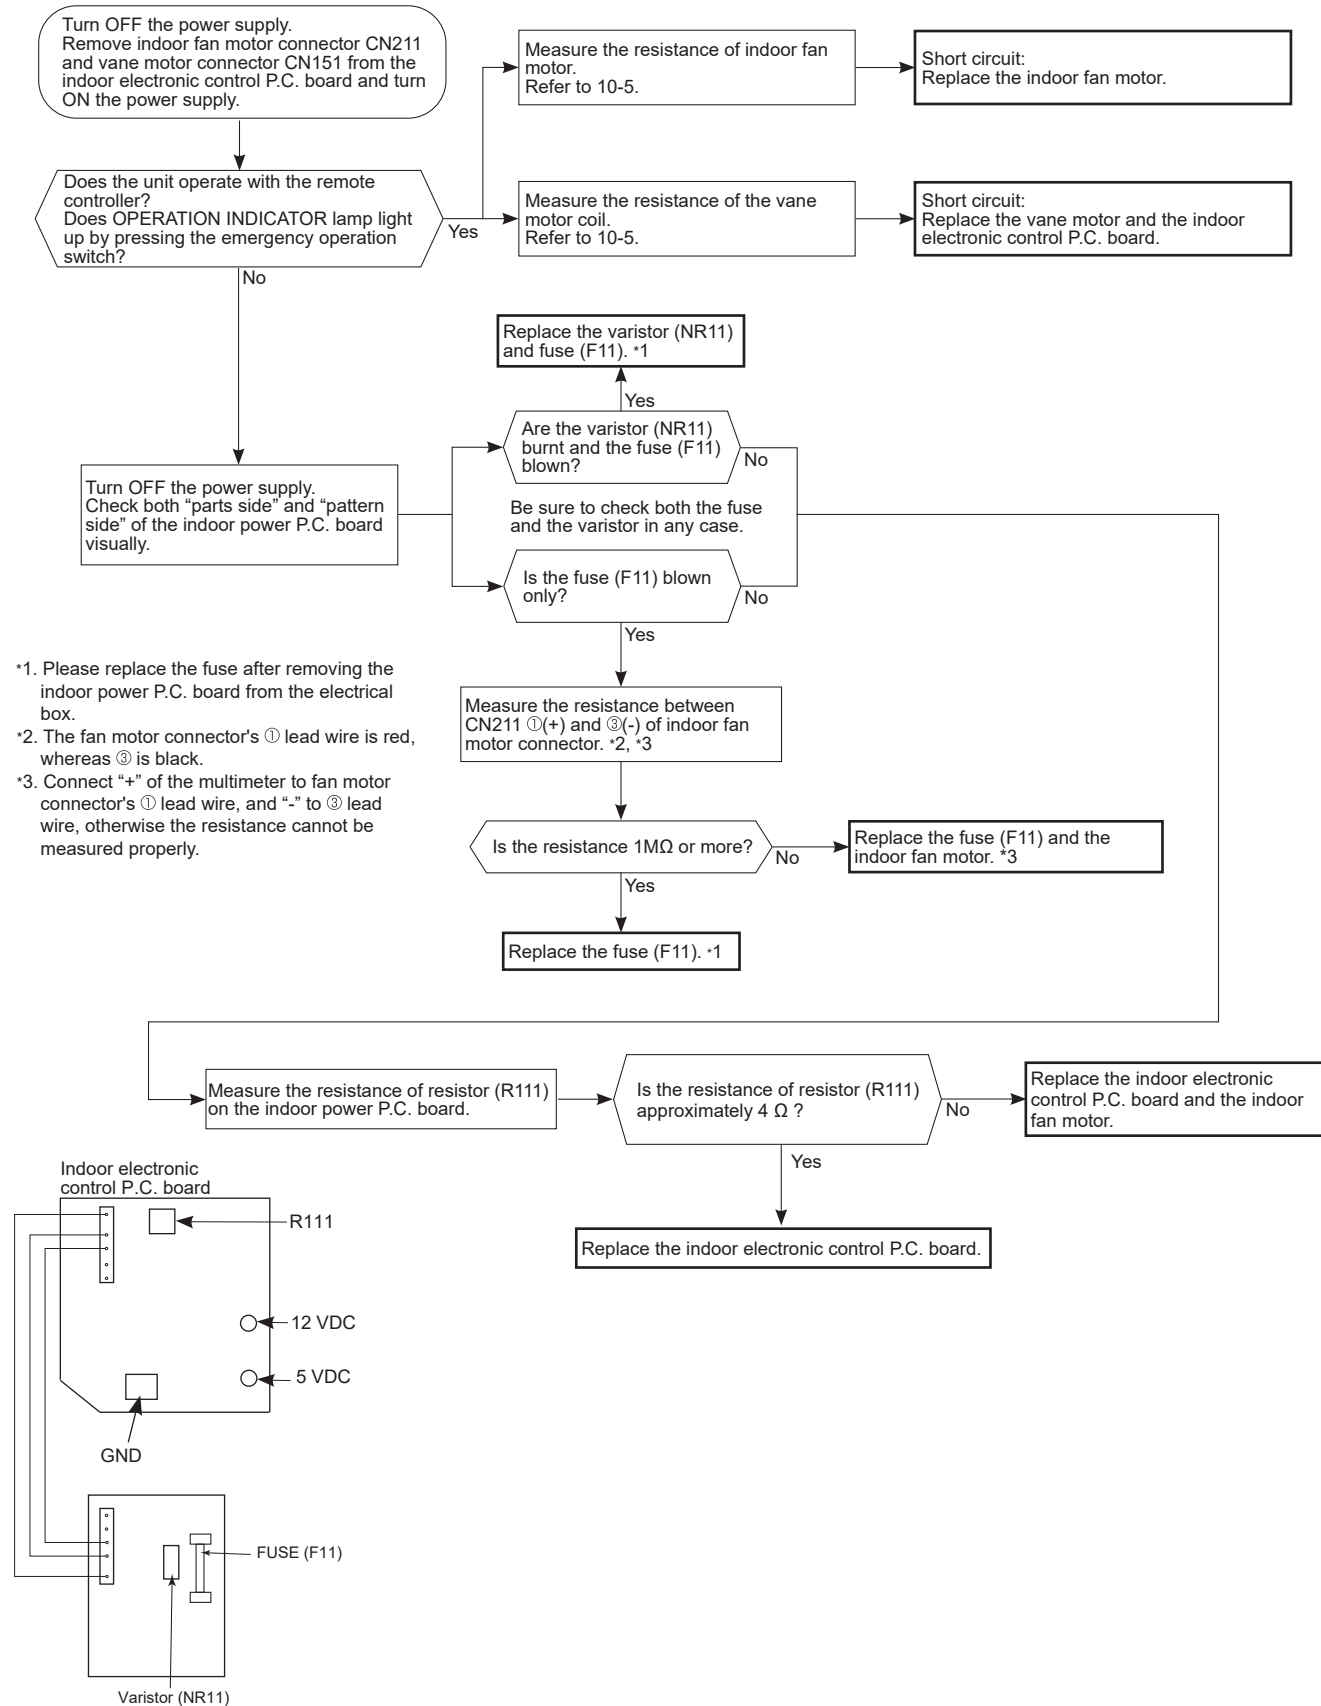 Turn OFF the power supply.
Remove indoor fan motor connector CN211
and vane motor connector CN151 from the
indoor electronic control P.C. board and turn
ON the power supply.
Measure the resistance of indoor fan
motor.
Refer to 10-5.
Short circuit:
Replace the indoor fan motor.
Does the unit operate with the remote
controller?
Does OPERATION INDICATOR lamp light
up by pressing the emergency operation
switch?
Yes
Measure the resistance of the vane
motor coil.
Refer to 10-5.
Short circuit:
Replace the vane motor and the indoor
electronic control P.C. board.
No
Replace the varistor (NR11)
and fuse (F11). *1
Yes
Are the varistor (NR11)
burnt and the fuse (F11)
blown?
No
Turn OFF the power supply.
Check both “parts side” and “pattern
side” of the indoor power P.C. board
visually.
Be sure to check both the fuse
and the varistor in any case.
Is the fuse (F11) blown
only?
No
Yes
*1. Please replace the fuse after removing the
indoor power P.C. board from the electrical
box.
*2. The fan motor connector's ① lead wire is red,
whereas ③ is black.
*3. Connect “+” of the multimeter to fan motor
connector's ① lead wire, and “-” to ③ lead
wire, otherwise the resistance cannot be
measured properly.
Measure the resistance between
CN211 ①(+) and ③(-) of indoor fan
motor connector. *2, *3
Is the resistance 1MΩ or more?
No
Replace the fuse (F11) and the
indoor fan motor. *3
Yes
Replace the fuse (F11). *1
Measure the resistance of resistor (R111)
on the indoor power P.C. board.
Is the resistance of resistor (R111)
approximately 4 Ω ?
No
Replace the indoor electronic
control P.C. board and the indoor
fan motor.
Yes
Replace the indoor electronic control P.C. board.
Indoor electronic
control P.C. board
R111
12 VDC
5 VDC
GND
FUSE (F11)
Varistor (NR11)